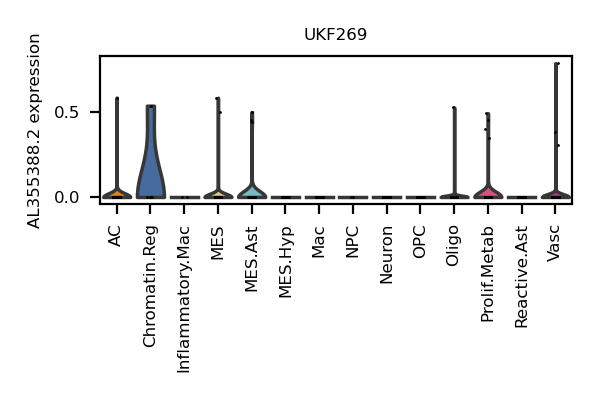 UKF269
AL355388.2 expression
0.5
0.0
AC
Chromatin.Reg
Inflammatory.Mac
MES
MES.Ast
MES.Hyp
Mac
NPC
Neuron
OPC
Oligo
Prolif.Metab
Reactive.Ast
Vasc